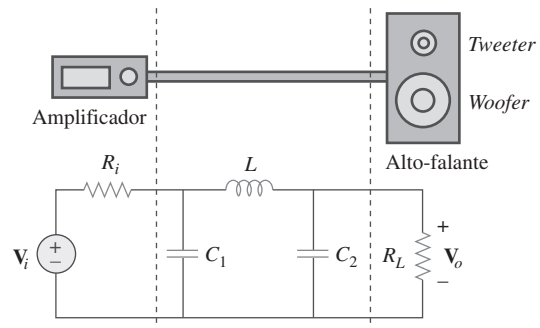 Tweeter
Woofer
Amplificador
Alto-falante
R_i
L
V_i
+
−
C_1
C_2
R_L
+
V_o
−